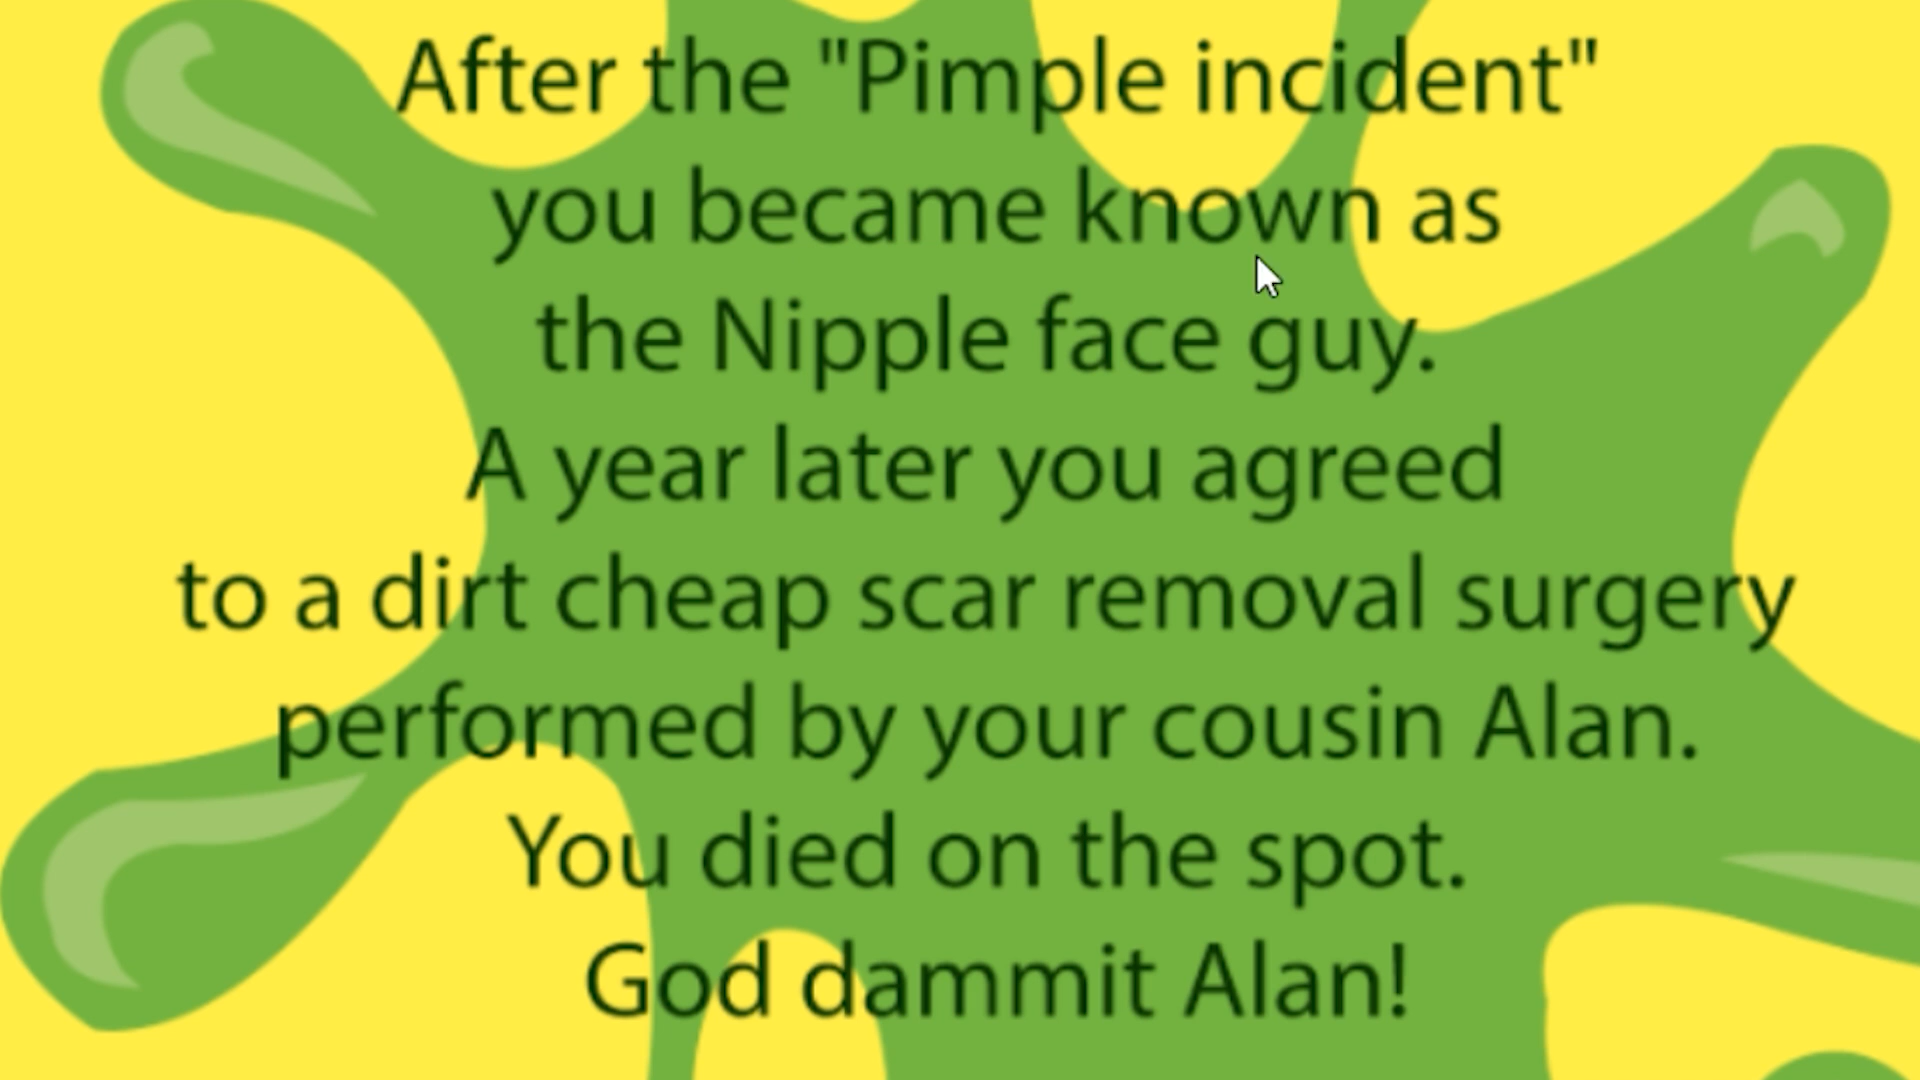 After the "Pimple incident"
you became known as
the Nipple face guy.
A year later you agreed
to a dirt cheap scar removal surgery
performed by your cousin Alan.
You died on the spot.
God dammit Alan!